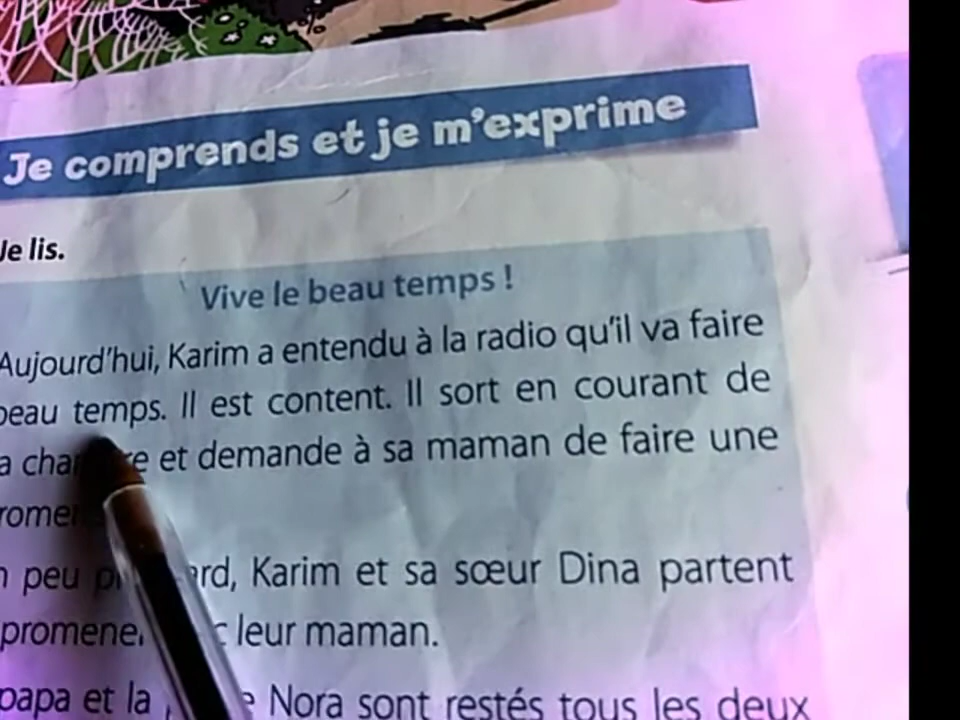 Je comprends et je m'exprime
Je lis.
Vive le beau temps !
Aujourd'hui, Karim a entendu à la radio qu'il va faire
beau temps. Il est content. Il sort en courant de
et demande à sa maman de faire une
peu Karim et sa sœur Dina partent
leur maman.
papa et la Nora sont restés tous les deux